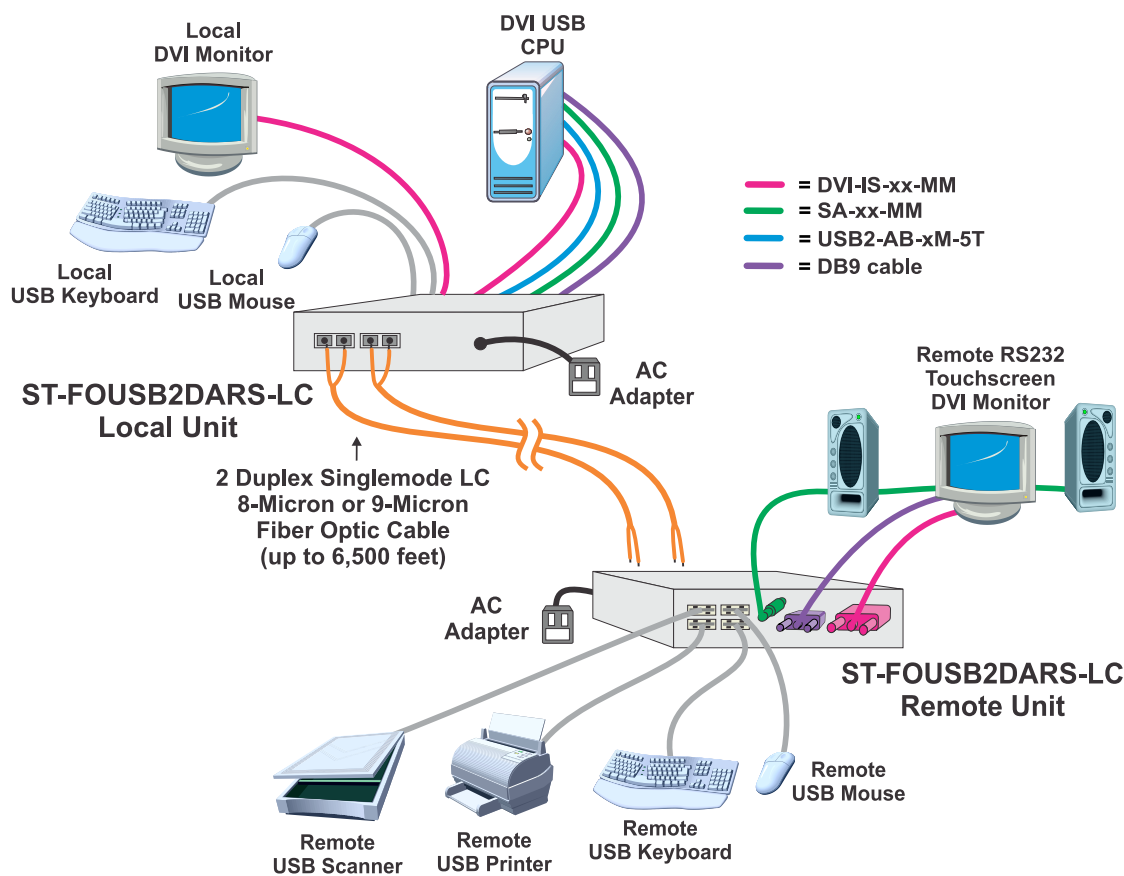 Local
DVI Monitor
DVI USB
CPU
= DVI-IS-xx-MM
= SA-xx-MM
= USB2-AB-xM-5T
= DB9 cable
Local
USB Keyboard
Local
USB Mouse
ST-FOUSB2DARS-LC
Local Unit
AC
Adapter
Remote RS232
Touchscreen
DVI Monitor
2 Duplex Singlemode LC
8-Micron or 9-Micron
Fiber Optic Cable
(up to 6,500 feet)
AC
Adapter
ST-FOUSB2DARS-LC
Remote Unit
Remote
USB Scanner
Remote
USB Printer
Remote
USB Keyboard
Remote
USB Mouse